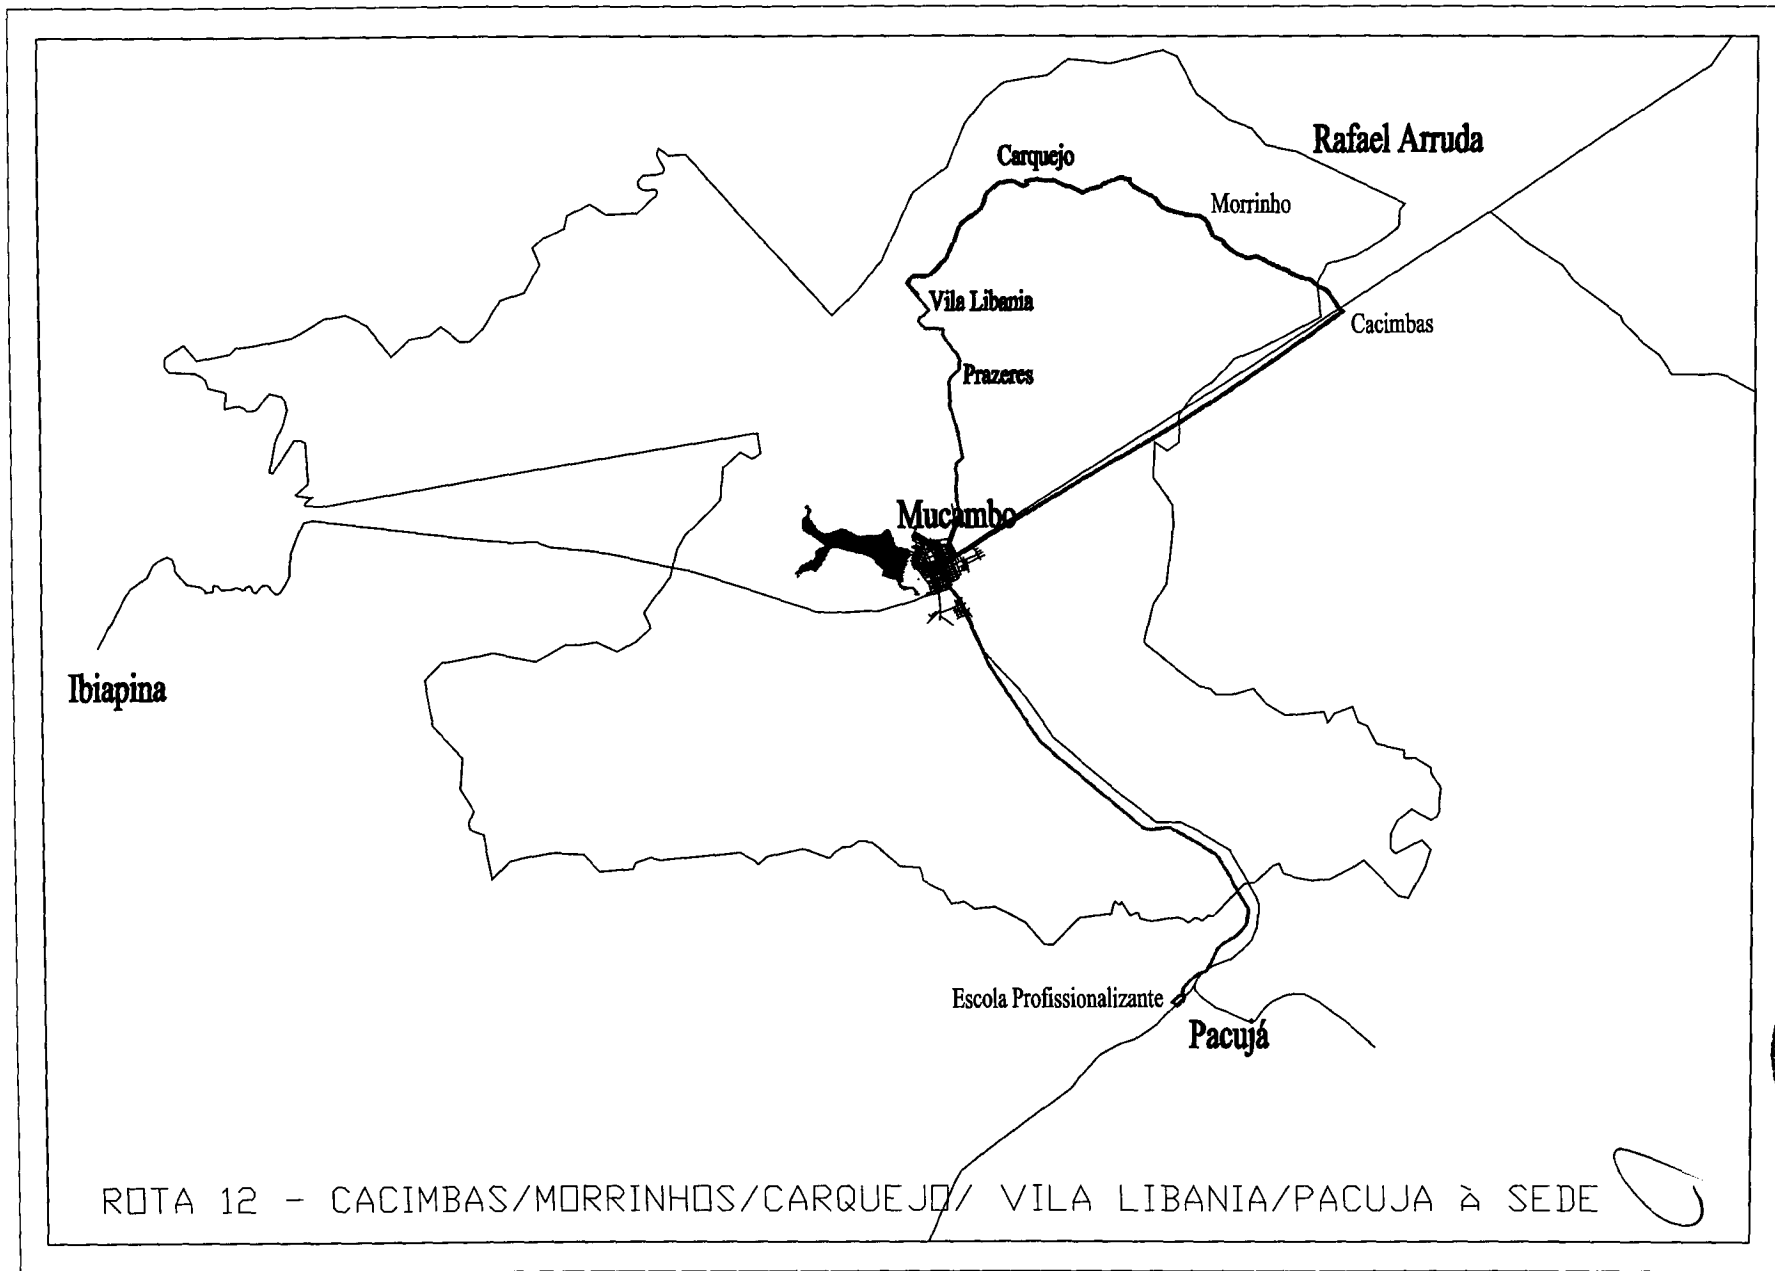 Rafael Arruda
Carquejo
Morrinho
Vila Libania
Cacimbas
Prazeres
Mucambo
Ibiapina
Escola Profissionalizante
Pacujá
ROTA 12 - CACIMBAS/MORRINHOS/CARQUEJO/ VILA LIBANIA/PACUJA à SEDE